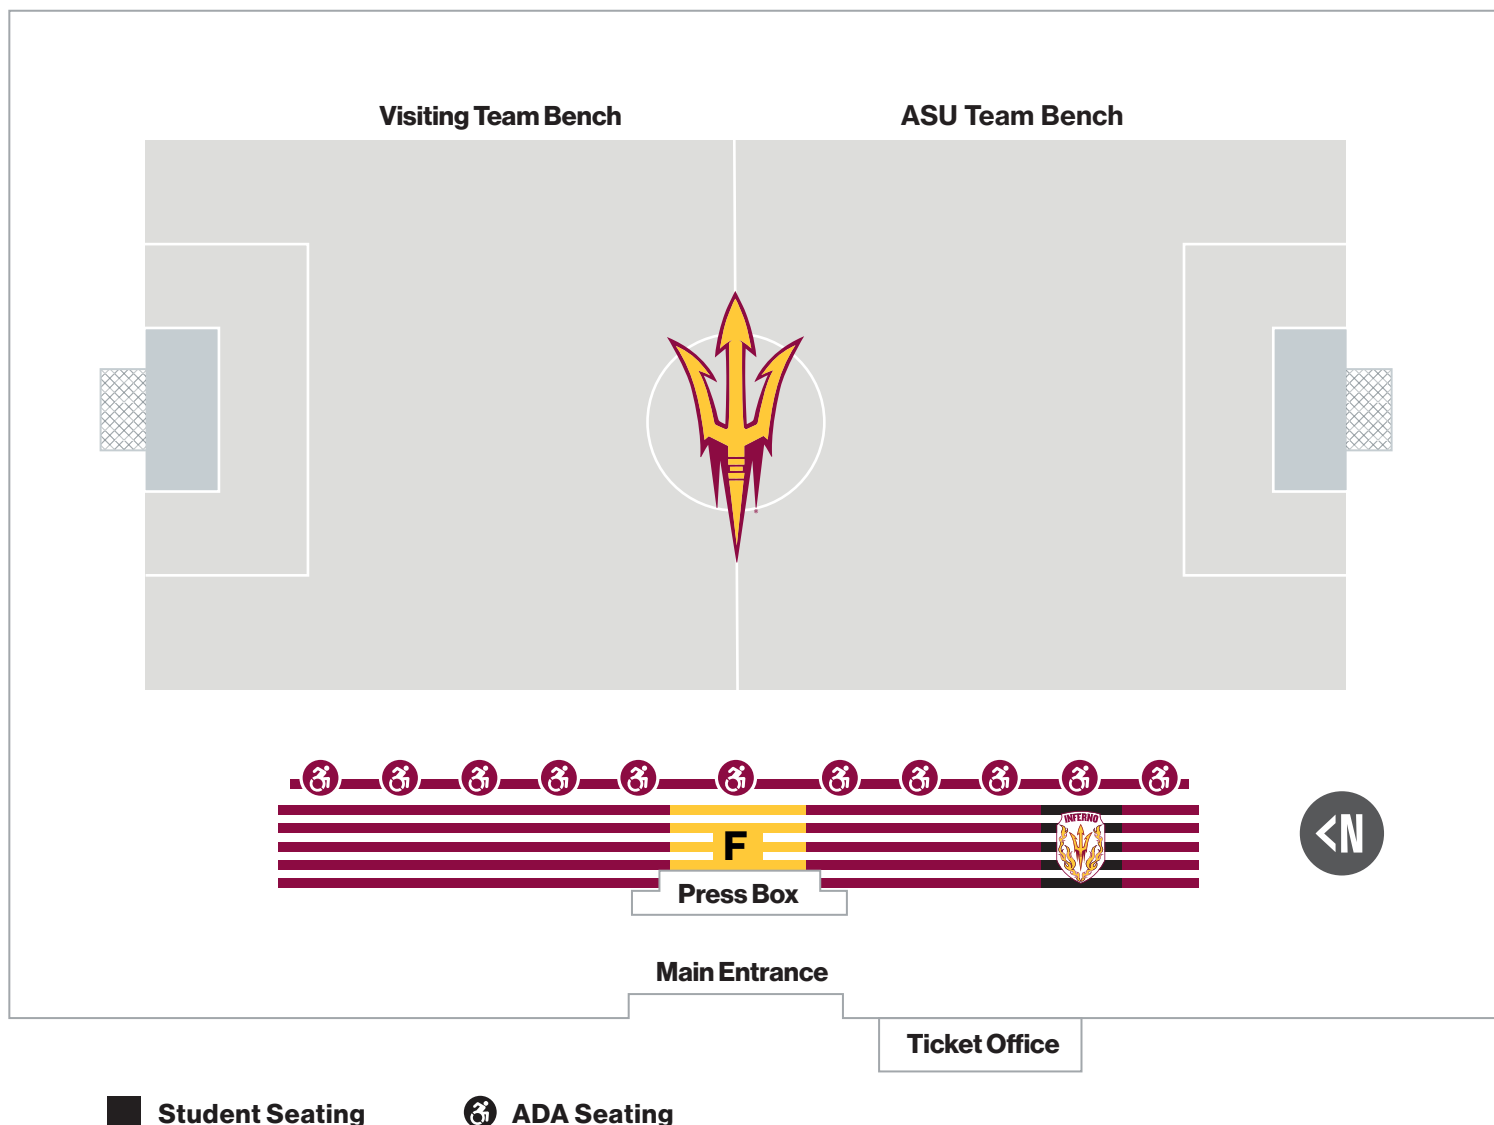 Visiting Team Bench
ASU Team Bench
F
INFERNO
N
Press Box
Main Entrance
Ticket Office
Student Seating
ADA Seating